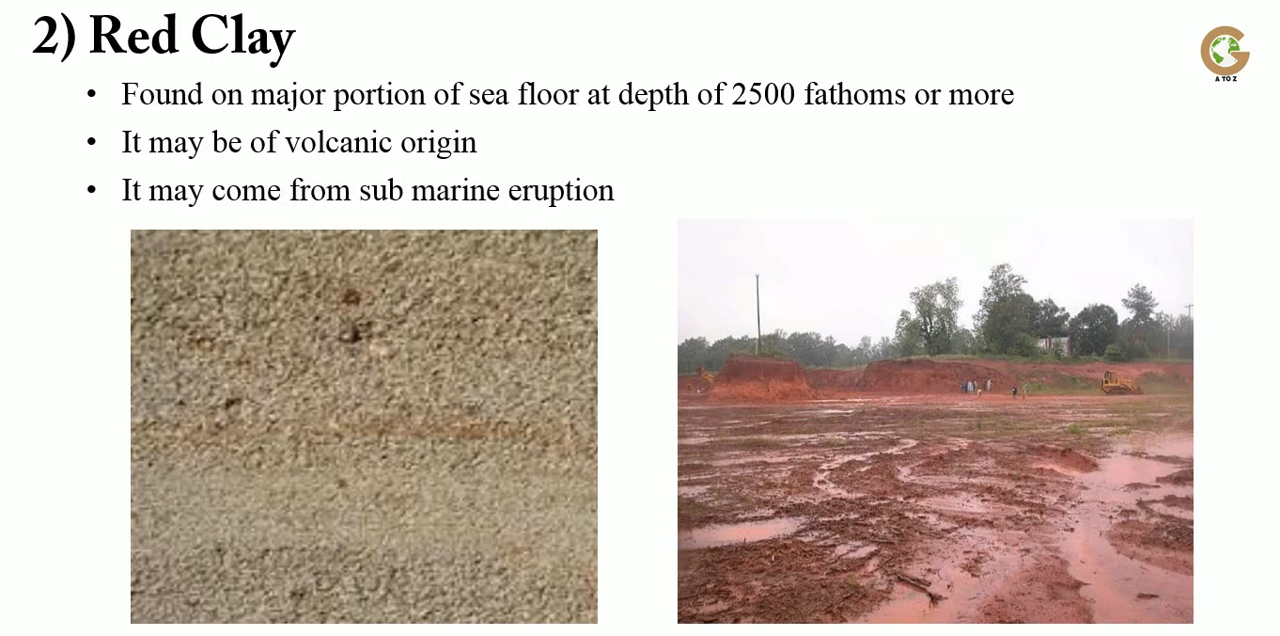 2) Red Clay
• Found on major portion of sea floor at depth of 2500 fathoms or more
• It may be of volcanic origin
• It may come from sub marine eruption
G
A TO Z